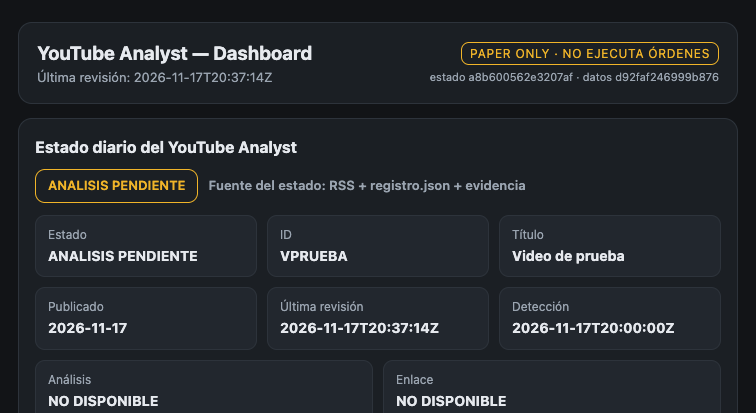 YouTube Analyst — Dashboard
PAPER ONLY · NO EJECUTA ÓRDENES
Última revisión: 2026-11-17T20:37:14Z
estado a8b600562e3207af · datos d92faf246999b876
Estado diario del YouTube Analyst
ANALISIS PENDIENTE
Fuente del estado: RSS + registro.json + evidencia
Estado
ANALISIS PENDIENTE
ID
VPRUEBA
Título
Video de prueba
Publicado
2026-11-17
Última revisión
2026-11-17T20:37:14Z
Detección
2026-11-17T20:00:00Z
Análisis
NO DISPONIBLE
Enlace
NO DISPONIBLE